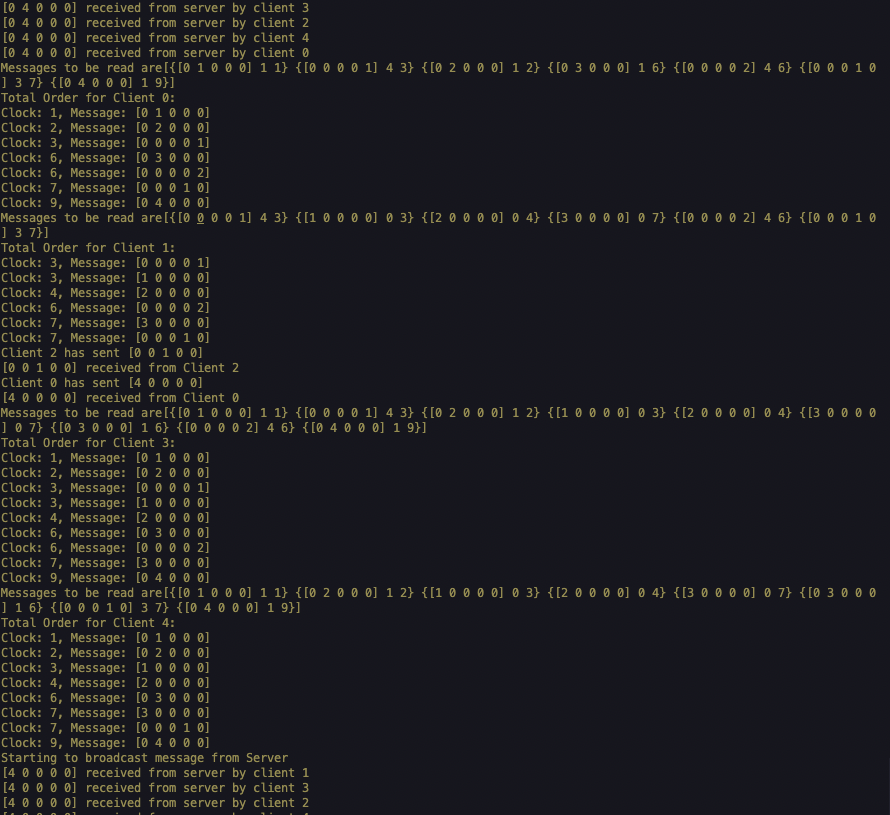 [0 4 0 0 0] received from server by client 3
[0 4 0 0 0] received from server by client 2
[0 4 0 0 0] received from server by client 4
[0 4 0 0 0] received from server by client 0
Messages to be read are[{[0 1 0 0 0] 1 1} {[0 0 0 0 1] 4 3} {[0 2 0 0 0] 1 2} {[0 3 0 0 0] 1 6} {[0 0 0 0 2] 4 6} {[0 0 0 1 0
] 3 7} {[0 4 0 0 0] 1 9}]
Total Order for Client 0:
Clock: 1, Message: [0 1 0 0 0]
Clock: 2, Message: [0 2 0 0 0]
Clock: 3, Message: [0 0 0 0 1]
Clock: 6, Message: [0 3 0 0 0]
Clock: 6, Message: [0 0 0 0 2]
Clock: 7, Message: [0 0 0 1 0]
Clock: 9, Message: [0 4 0 0 0]
Messages to be read are[{[0 0 0 0 1] 4 3} {[1 0 0 0 0] 0 3} {[2 0 0 0 0] 0 4} {[3 0 0 0 0] 0 7} {[0 0 0 0 2] 4 6} {[0 0 0 1 0
] 3 7}]
Total Order for Client 1:
Clock: 3, Message: [0 0 0 0 1]
Clock: 3, Message: [1 0 0 0 0]
Clock: 4, Message: [2 0 0 0 0]
Clock: 6, Message: [0 0 0 0 2]
Clock: 7, Message: [3 0 0 0 0]
Clock: 7, Message: [0 0 0 1 0]
Client 2 has sent [0 0 1 0 0]
[0 0 1 0 0] received from Client 2
Client 0 has sent [4 0 0 0 0]
[4 0 0 0 0] received from Client 0
Messages to be read are[{[0 1 0 0 0] 1 1} {[0 0 0 0 1] 4 3} {[0 2 0 0 0] 1 2} {[1 0 0 0 0] 0 3} {[2 0 0 0 0] 0 4} {[3 0 0 0 0
] 0 7} {[0 3 0 0 0] 1 6} {[0 0 0 0 2] 4 6} {[0 4 0 0 0] 1 9}]
Total Order for Client 3:
Clock: 1, Message: [0 1 0 0 0]
Clock: 2, Message: [0 2 0 0 0]
Clock: 3, Message: [0 0 0 0 1]
Clock: 3, Message: [1 0 0 0 0]
Clock: 4, Message: [2 0 0 0 0]
Clock: 6, Message: [0 3 0 0 0]
Clock: 6, Message: [0 0 0 0 2]
Clock: 7, Message: [3 0 0 0 0]
Clock: 9, Message: [0 4 0 0 0]
Messages to be read are[{[0 1 0 0 0] 1 1} {[0 2 0 0 0] 1 2} {[1 0 0 0 0] 0 3} {[2 0 0 0 0] 0 4} {[3 0 0 0 0] 0 7} {[0 3 0 0 0
] 1 6} {[0 0 0 1 0] 3 7} {[0 4 0 0 0] 1 9}]
Total Order for Client 4:
Clock: 1, Message: [0 1 0 0 0]
Clock: 2, Message: [0 2 0 0 0]
Clock: 3, Message: [1 0 0 0 0]
Clock: 4, Message: [2 0 0 0 0]
Clock: 6, Message: [0 3 0 0 0]
Clock: 7, Message: [3 0 0 0 0]
Clock: 7, Message: [0 0 0 1 0]
Clock: 9, Message: [0 4 0 0 0]
Starting to broadcast message from Server
[4 0 0 0 0] received from server by client 1
[4 0 0 0 0] received from server by client 3
[4 0 0 0 0] received from server by client 2